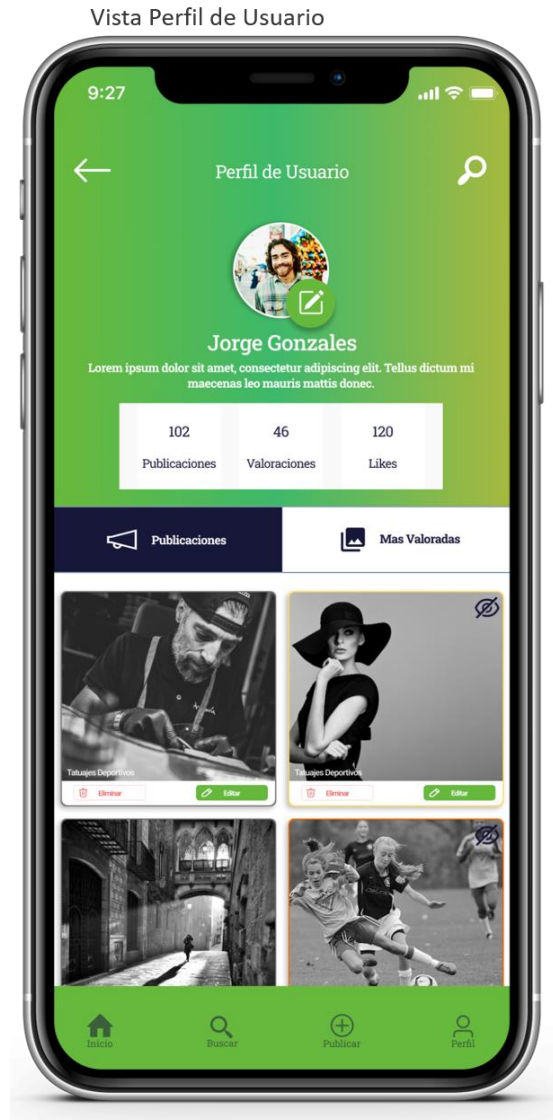 Vista Perfil de Usuario
9:27
Perfil de Usuario
Jorge Gonzales
Lorem ipsum dolor sit amet, consectetur adipiscing elit. Tellus dictum mi
maecenas leo mauris mattis donec.
102 46 120
Publicaciones Valoraciones Likes
Publicaciones Mas Valoradas
Tatuajes Deportivos Tatuajes Deportivos
Eliminar Editar Eliminar Editar
Inicio Buscar Publicar Perfil